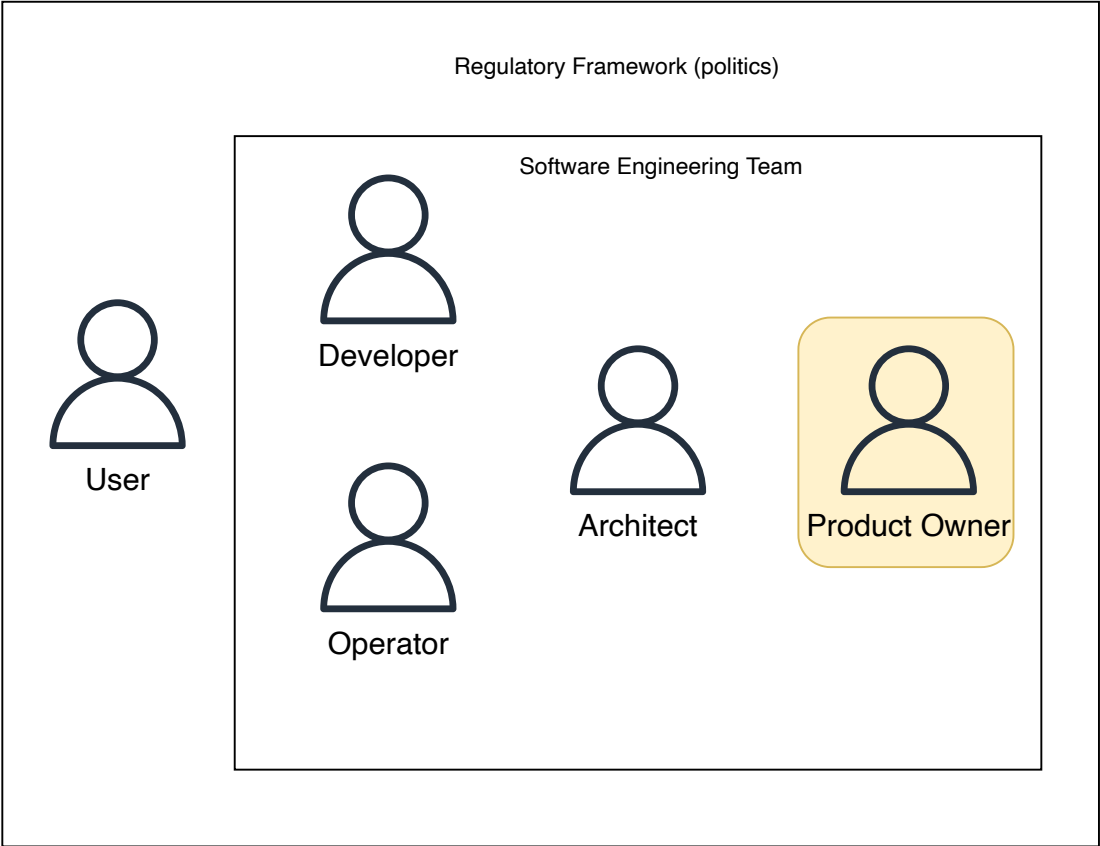 Regulatory Framework (politics)
Software Engineering Team
Developer
User
Architect
Product Owner
Operator